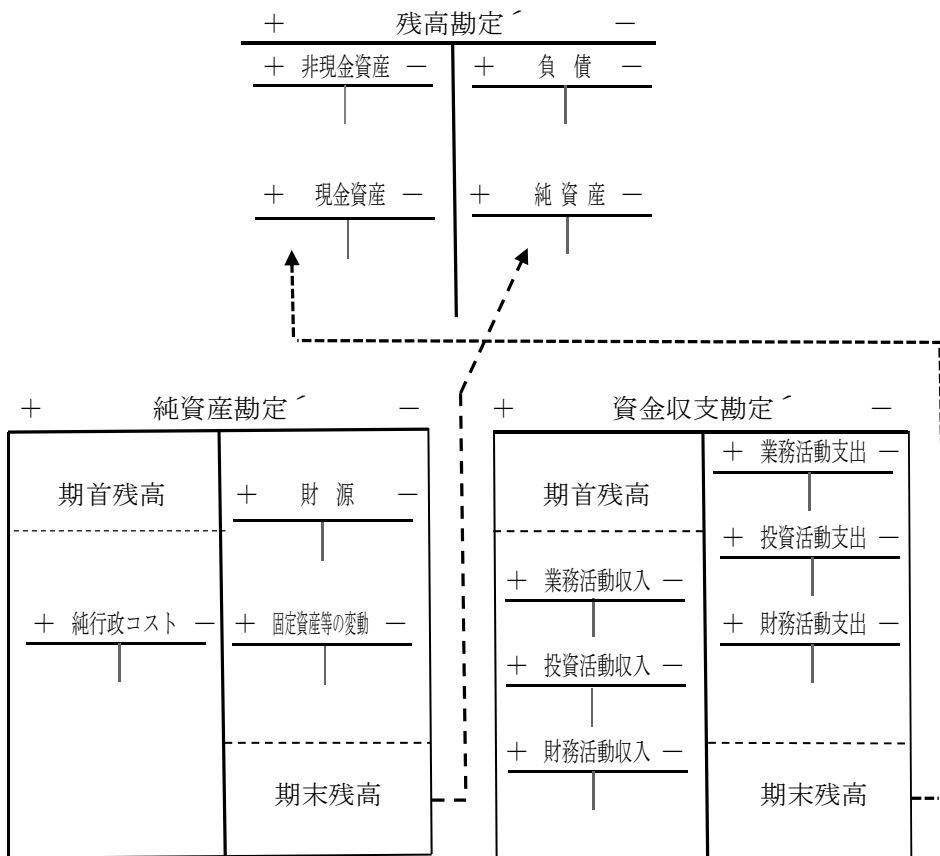 ＋ 残高勘定´ －
＋ 非現金資産 －
＋ 負 債 －
＋ 現金資産 －
＋ 純 資 産 －
＋ 純資産勘定´ －
期首残高
＋ 財 源 －
＋ 純行政コスト －
＋ 固定資産等の変動 －
期末残高
＋ 資金収支勘定´ －
期首残高
＋ 業務活動収入 －
＋ 投資活動収入 －
＋ 財務活動収入 －
＋ 業務活動支出 －
＋ 投資活動支出 －
＋ 財務活動支出 －
期末残高